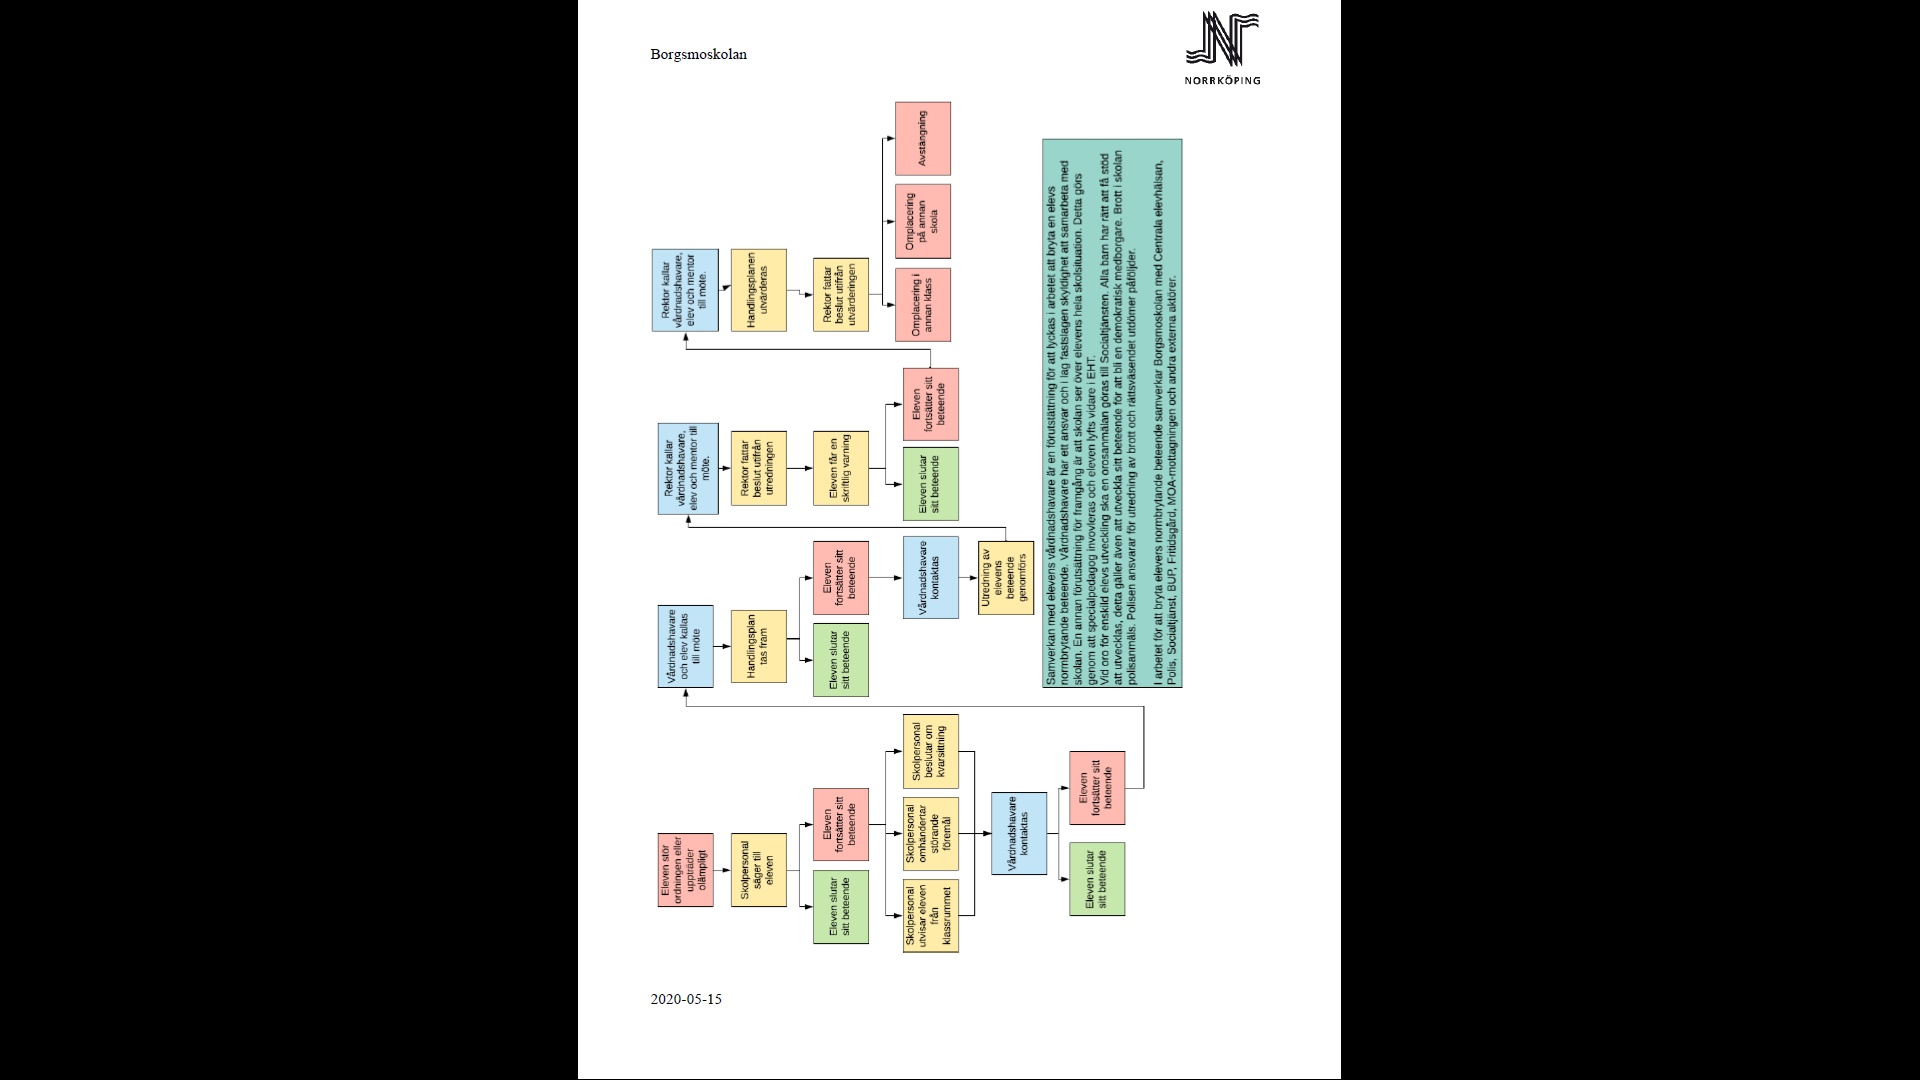 Borgsmoskolan
NORRKÖPING
Eleven stör
ordningen eller
uppträder
olämpligt
Skolpersonal
säger till
eleven
Eleven slutar
sitt beteende
Eleven
fortsätter sitt
beteende
Skolpersonal
utvisar eleven
från
klassrummet
Skolpersonal
omhändertar
störande
föremål
Skolpersonal
beslutar om
kvarsittning
Vårdnadshavare
kontaktas
Eleven slutar
sitt beteende
Eleven
fortsätter sitt
beteende
Vårdnadshavare
och elev kallas
till möte
Handlingsplan
tas fram
Eleven slutar
sitt beteende
Eleven
fortsätter sitt
beteende
Vårdnadshavare
kontaktas
Utredning av
elevens
beteende
genomförs
Rektor kallar
vårdnadshavare,
elev och mentor till
möte.
Rektor fattar
beslut utifrån
utredningen
Eleven får en
skriftlig varning
Eleven slutar
sitt beteende
Eleven
fortsätter sitt
beteende
Rektor kallar
vårdnadshavare,
elev och mentor
till möte.
Handlingsplanen
utvärderas
Rektor fattar
beslut utifrån
utvärderingen
Omplacering i
annan klass
Omplacering
på annan
skola
Avstängning
Samverkan med elevens vårdnadshavare är en förutstättning för att lyckas i arbetet att bryta en elevs
normbrytande beteende. Vårdnadshavare har ett ansvar och i lag fastslagen skyldighet att samarbeta med
skolan. En annan förutsättning för framgång är att skolan ser över elevens hela skolsituation. Detta görs
genom att specialpedagog invovleras och eleven lyfts vidare i EHT.
Vid oro för enskild elevs utveckling ska en orosanmälan göras till Socialtjänsten. Alla barn har rätt att få stöd
att utvecklas, detta gäller även att utveckla sitt beteende för att bli en demokratisk medborgare. Brott i skolan
polisanmäls. Polisen ansvarar för utredning av brott och rättsväsendet utdömer påföljder.
I arbetet för att bryta elevers normbrytande beteende samverkar Borgsmoskolan med Centrala elevhälsan,
Polis, Socialtjänst, BUP, Fritidsgård, MOA-mottagningen och andra externa aktörer.
2020-05-15